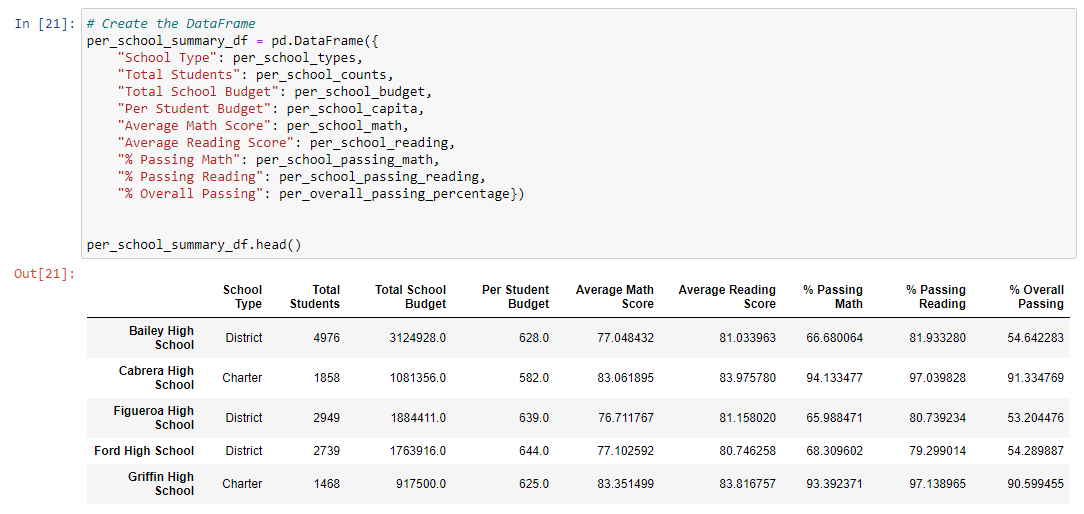 In [21]: # Create the DataFrame
per_school_summary_df = pd.DataFrame({
    "School Type": per_school_types,
    "Total Students": per_school_counts,
    "Total School Budget": per_school_budget,
    "Per Student Budget": per_school_capita,
    "Average Math Score": per_school_math,
    "Average Reading Score": per_school_reading,
    "% Passing Math": per_school_passing_math,
    "% Passing Reading": per_school_passing_reading,
    "% Overall Passing": per_overall_passing_percentage})
per_school_summary_df.head()
Out[21]:
School Total Total School Per Student Average Math Average Reading % Passing % Passing % Overall
Type Students Budget Budget Score Score Math Reading Passing
Bailey High
School District 4976 3124928.0 628.0 77.048432 81.033963 66.680064 81.933280 54.642283
Cabrera High
School Charter 1858 1081356.0 582.0 83.061895 83.975780 94.133477 97.039828 91.334769
Figueroa High
School District 2949 1884411.0 639.0 76.711767 81.158020 65.988471 80.739234 53.204476
Ford High School District 2739 1763916.0 644.0 77.102592 80.746258 68.309602 79.299014 54.289887
Griffin High
School Charter 1468 917500.0 625.0 83.351499 83.816757 93.392371 97.138965 90.599455